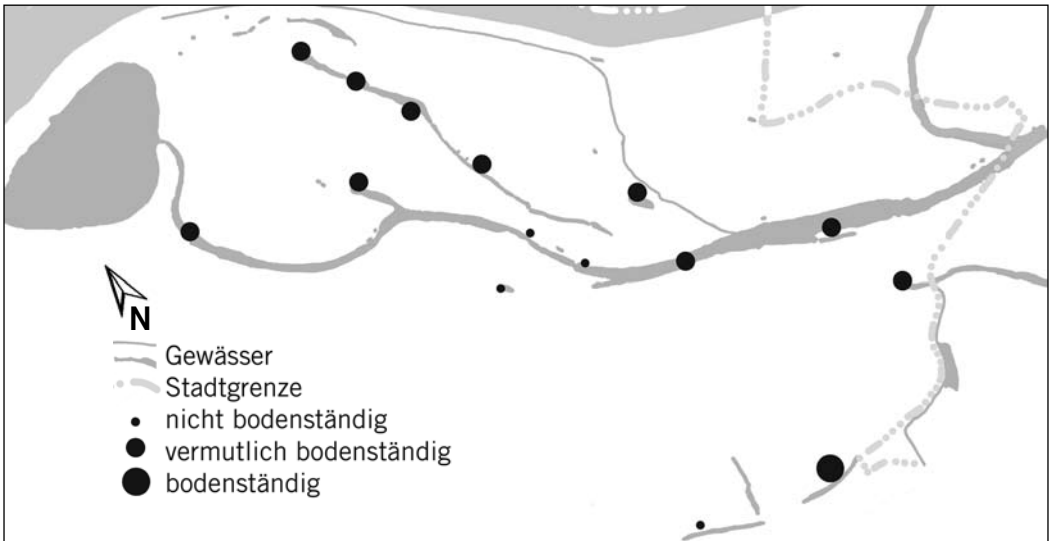 N
Gewässer
Stadtgrenze
nicht bodenständig
vermutlich bodenständig
bodenständig